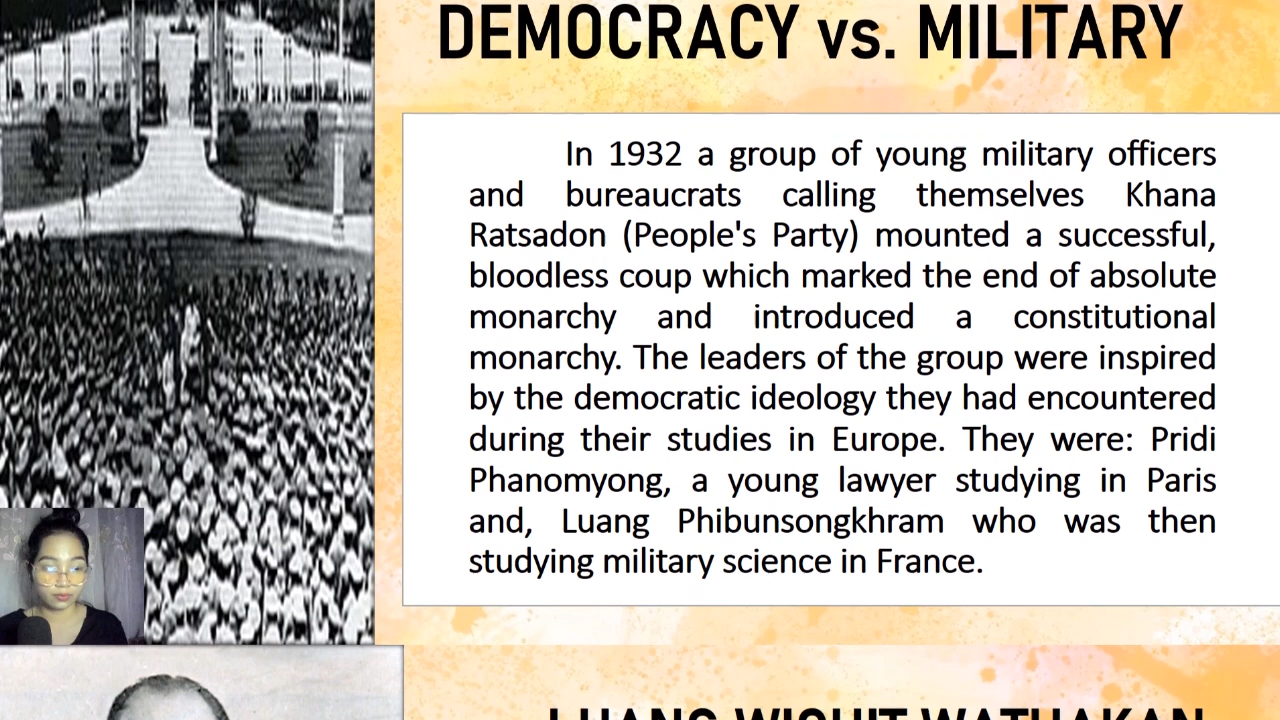 DEMOCRACY vs. MILITARY
In 1932 a group of young military officers
and bureaucrats calling themselves Khana
Ratsadon (People's Party) mounted a successful,
bloodless coup which marked the end of absolute
monarchy and introduced a constitutional
monarchy. The leaders of the group were inspired
by the democratic ideology they had encountered
during their studies in Europe. They were: Pridi
Phanomyong, a young lawyer studying in Paris
and, Luang Phibunsongkhram who was then
studying military science in France.
LUANG WICHIT WATHAKAN